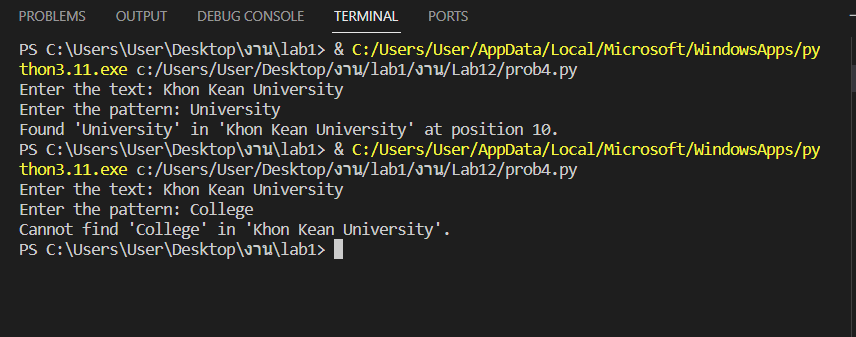 PROBLEMS OUTPUT DEBUG CONSOLE TERMINAL PORTS
PS C:\Users\User\Desktop\งาน\lab1> & C:/Users/User/AppData/Local/Microsoft/WindowsApps/py
thon3.11.exe c:/Users/User/Desktop/งาน/lab1/งาน/Lab12/prob4.py
Enter the text: Khon Kean University
Enter the pattern: University
Found 'University' in 'Khon Kean University' at position 10.
PS C:\Users\User\Desktop\งาน\lab1> & C:/Users/User/AppData/Local/Microsoft/WindowsApps/py
thon3.11.exe c:/Users/User/Desktop/งาน/lab1/งาน/Lab12/prob4.py
Enter the text: Khon Kean University
Enter the pattern: College
Cannot find 'College' in 'Khon Kean University'.
PS C:\Users\User\Desktop\งาน\lab1>